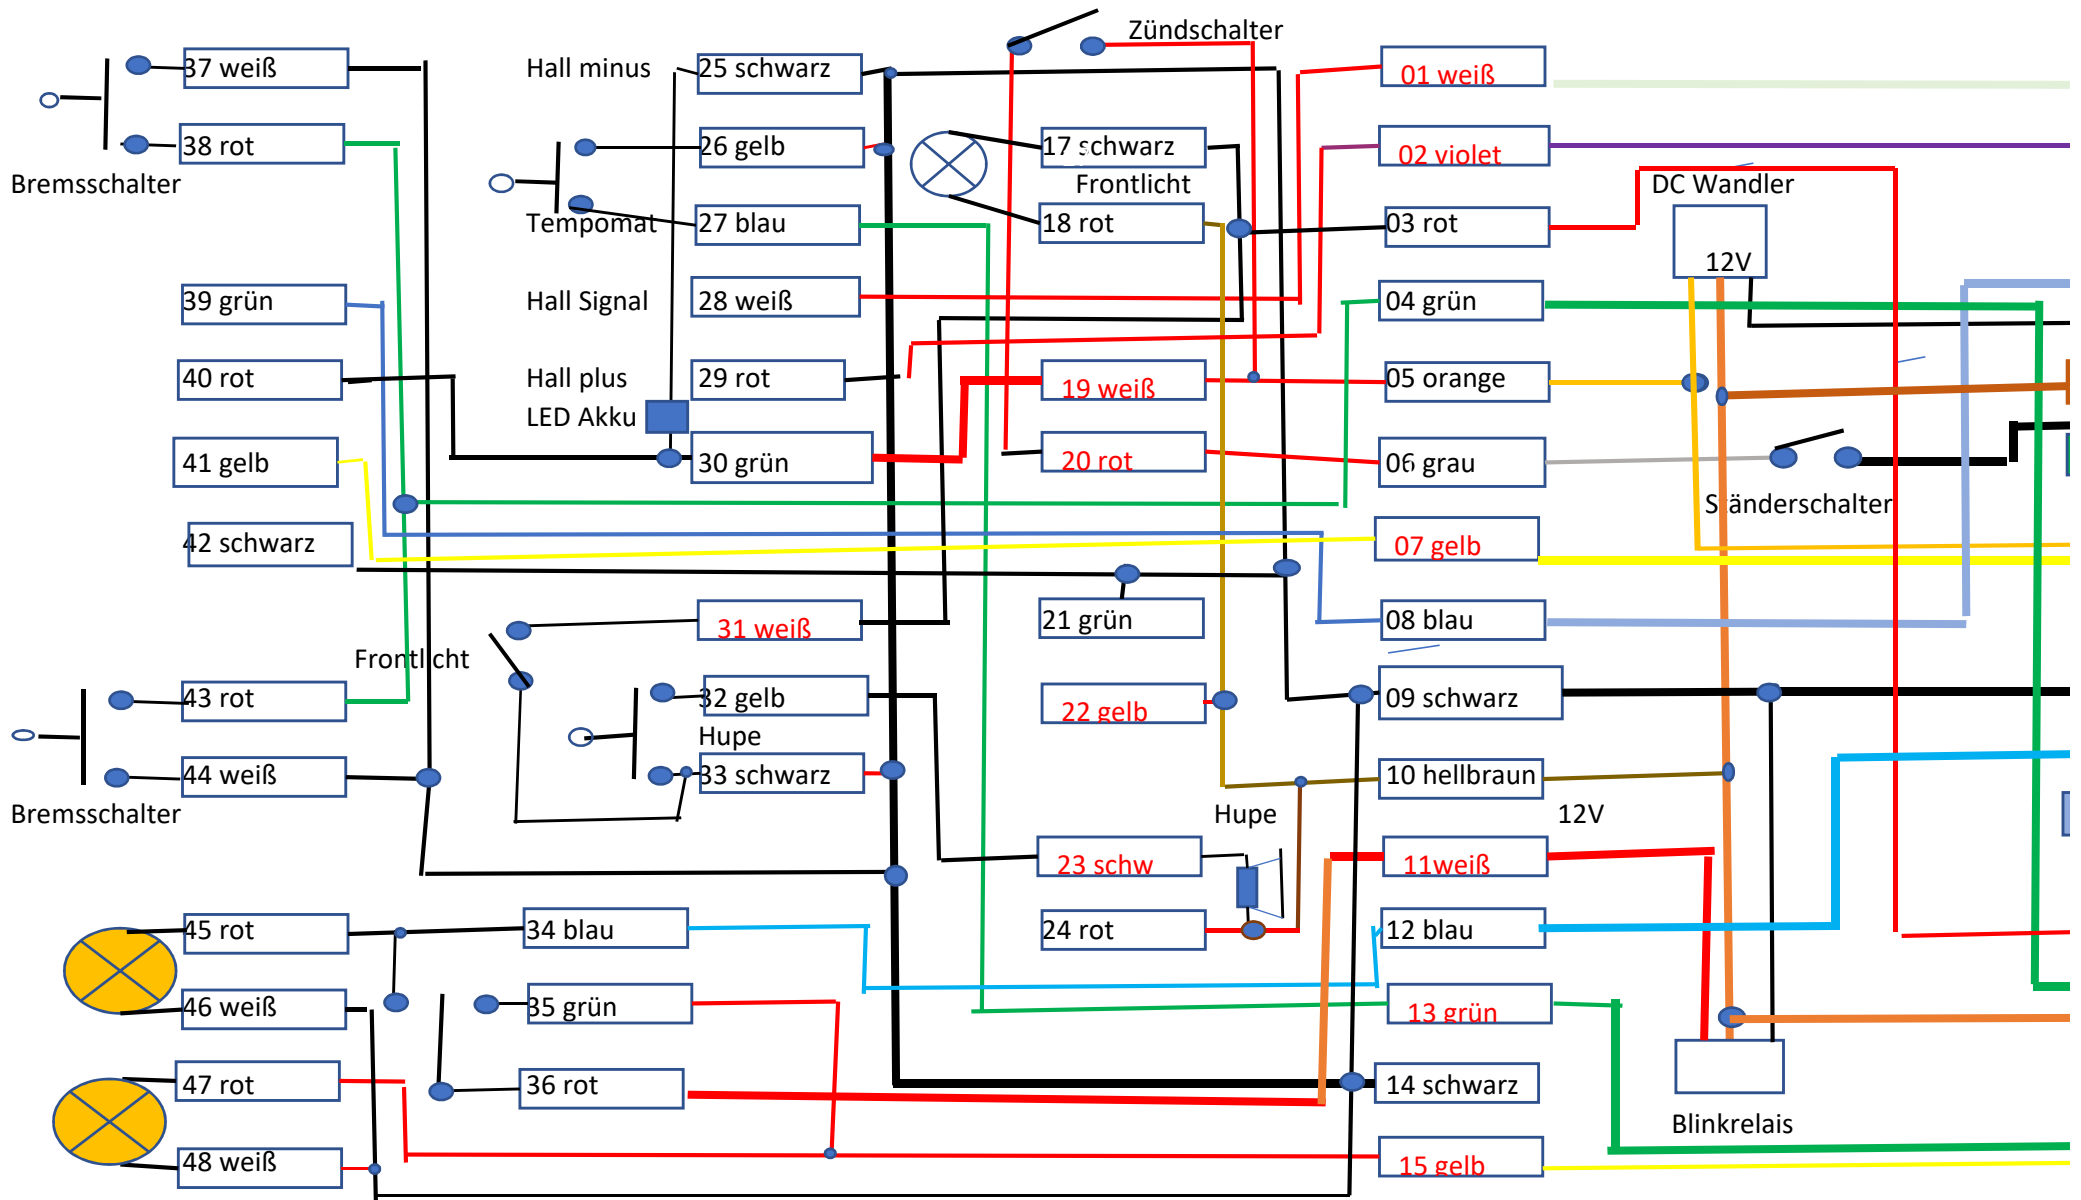 Zündschalter
37 weiß
Hall minus
25 schwarz
01 weiß
38 rot
26 gelb
17 schwarz
02 violet
Bremsschalter
Frontlicht
DC Wandler
Tempomat
27 blau
18 rot
03 rot
12V
39 grün
Hall Signal
28 weiß
04 grün
40 rot
Hall plus
29 rot
19 weiß
05 orange
LED Akku
41 gelb
30 grün
20 rot
06 grau
Ständerschalter
42 schwarz
07 gelb
31 weiß
21 grün
08 blau
Frontlicht
43 rot
32 gelb
22 gelb
09 schwarz
Hupe
44 weiß
33 schwarz
10 hellbraun
Bremsschalter
Hupe
12V
23 schw
11weiß
45 rot
34 blau
24 rot
12 blau
46 weiß
35 grün
13 grün
47 rot
36 rot
14 schwarz
Blinkrelais
48 weiß
15 gelb